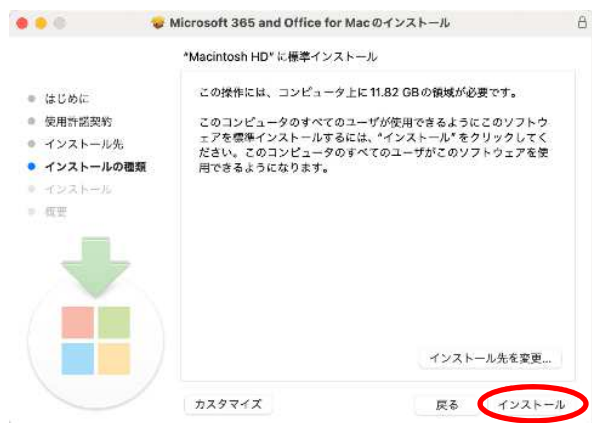 Microsoft 365 and Office for Macのインストール
"Macintosh HD" に標準インストール
はじめに
使用許諾契約
インストール先
インストールの種類
インストール
概要
この操作には、コンピュータ上に 11.82 GB の領域が必要です。
このコンピュータのすべてのユーザが使用できるようにこのソフトウ
ェアを標準インストールするには、"インストール" をクリックしてく
ださい。このコンピュータのすべてのユーザがこのソフトウェアを使
用できるようになります。
インストール先を変更...
カスタマイズ
戻る
インストール